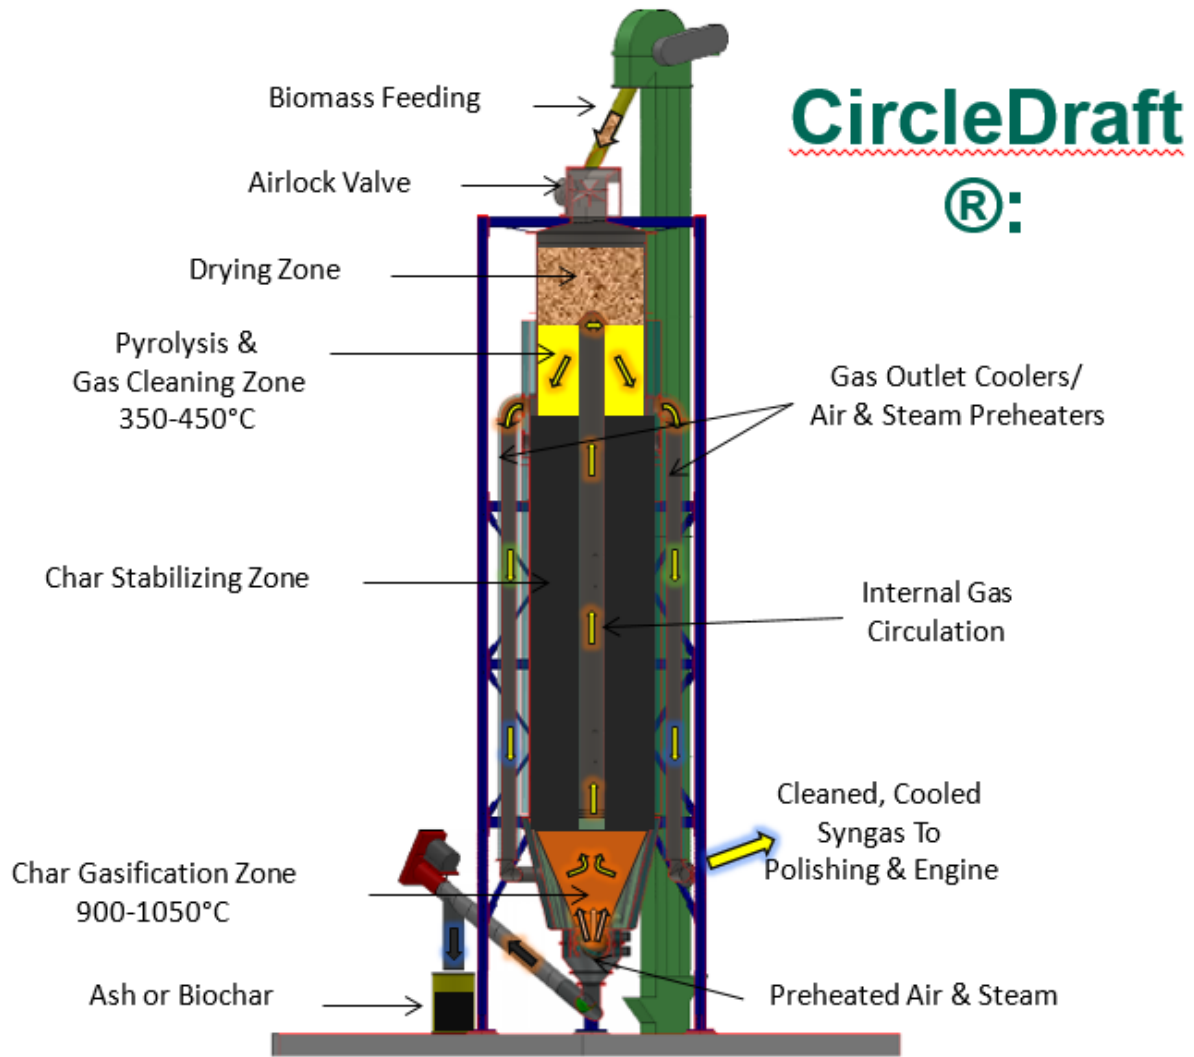 CircleDraft
®:
Biomass Feeding
Airlock Valve
Drying Zone
Pyrolysis &
Gas Cleaning Zone
350-450°C
Gas Outlet Coolers/
Air & Steam Preheaters
Char Stabilizing Zone
Internal Gas
Circulation
Cleaned, Cooled
Syngas To
Polishing & Engine
Char Gasification Zone
900-1050°C
Ash or Biochar
Preheated Air & Steam